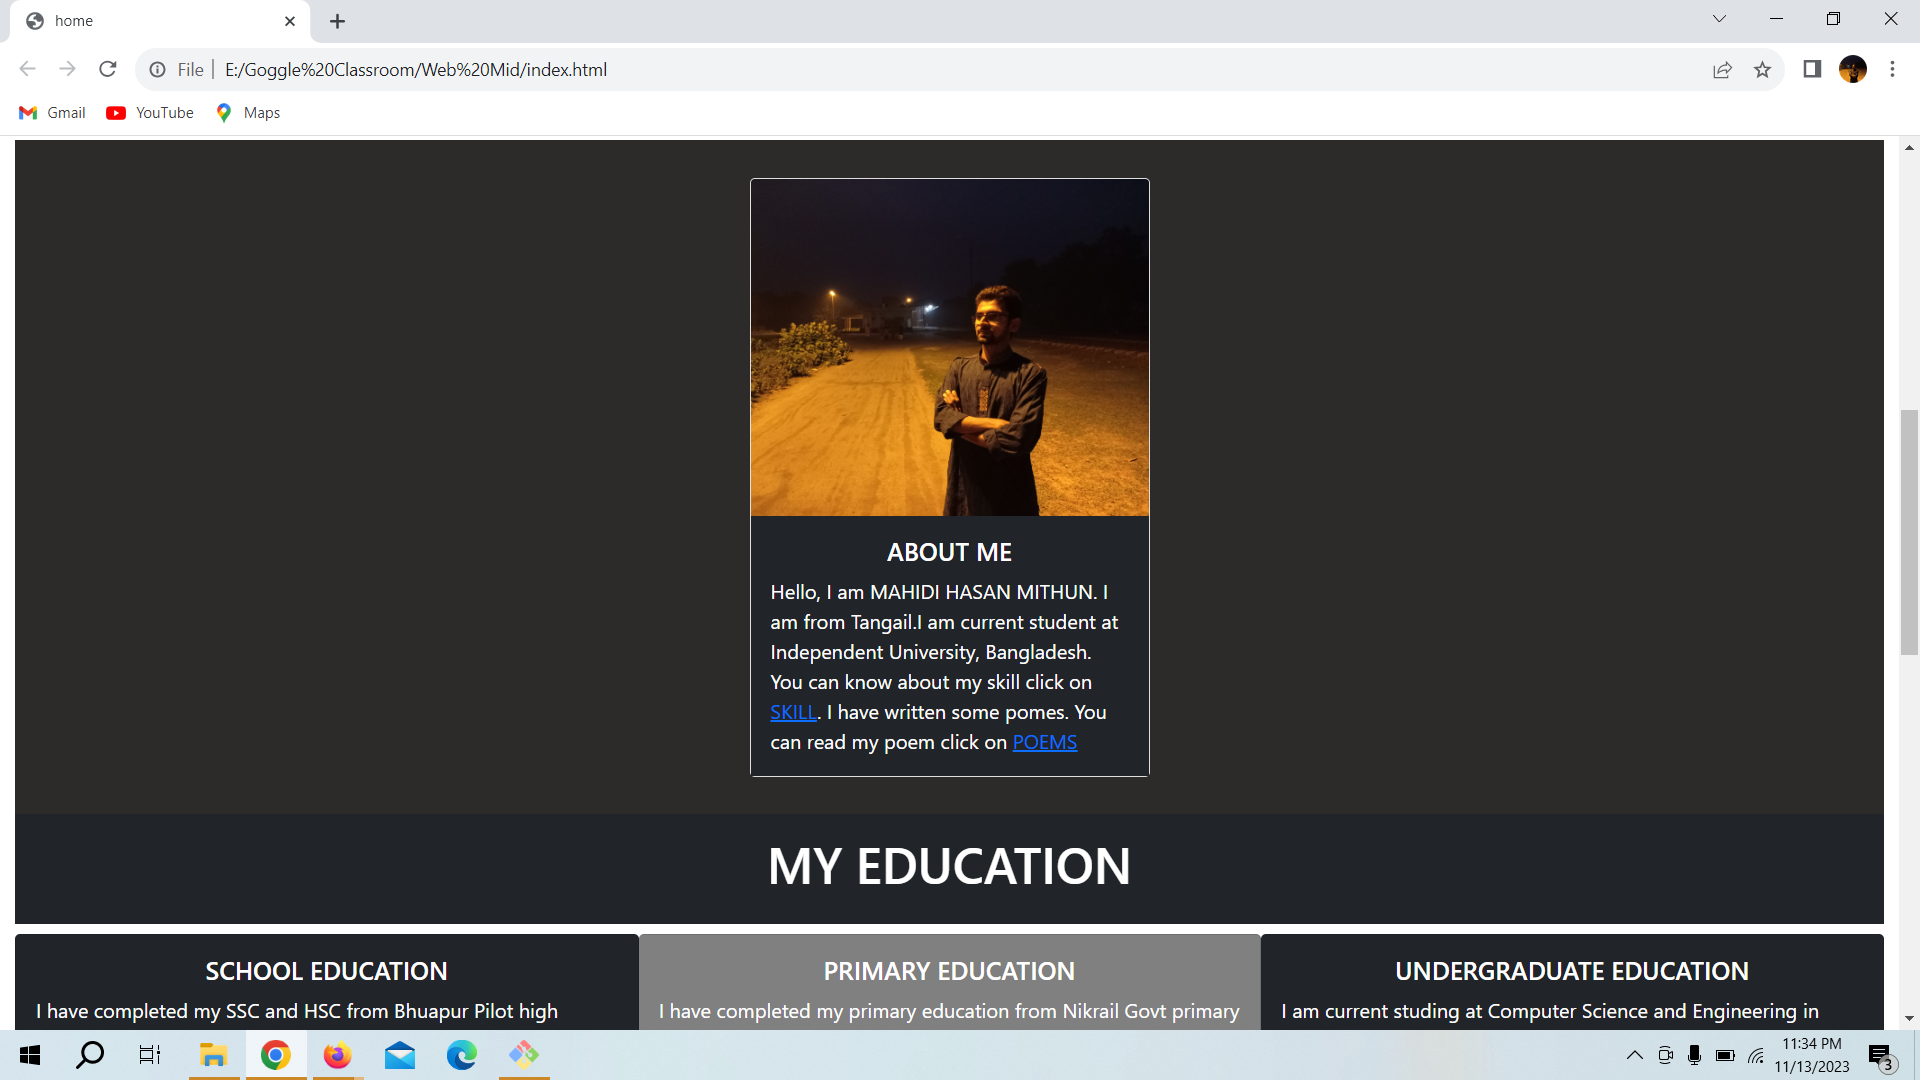 home
File
E:/Goggle%20Classroom/Web%20Mid/index.html
Gmail YouTube Maps
ABOUT ME
Hello, I am MAHIDI HASAN MITHUN. I
am from Tangail.I am current student at
Independent University, Bangladesh.
You can know about my skill click on
SKILL. I have written some pomes. You
can read my poem click on POEMS
MY EDUCATION
SCHOOL EDUCATION
I have completed my SSC and HSC from Bhuapur Pilot high
PRIMARY EDUCATION
I have completed my primary education from Nikrail Govt primary
UNDERGRADUATE EDUCATION
I am current studing at Computer Science and Engineering in
11:34 PM
11/13/2023
3